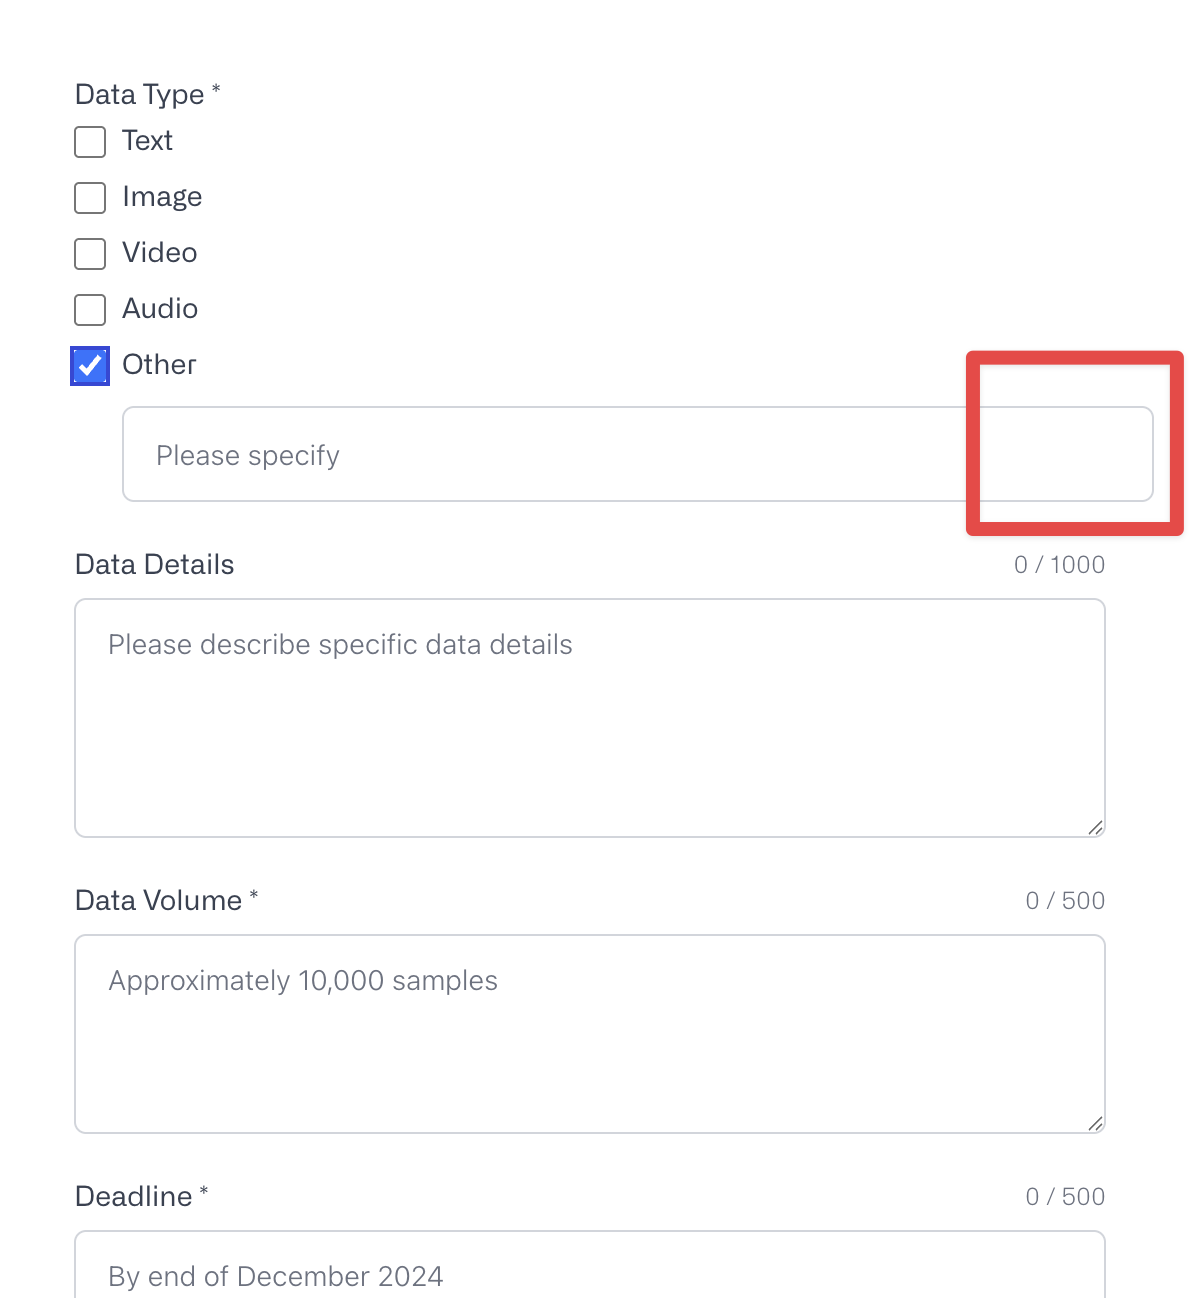 Data Type *
Text
Image
Video
Audio
Other
Please specify
Data Details 0 / 1000
Please describe specific data details
Data Volume * 0 / 500
Approximately 10,000 samples
Deadline * 0 / 500
By end of December 2024